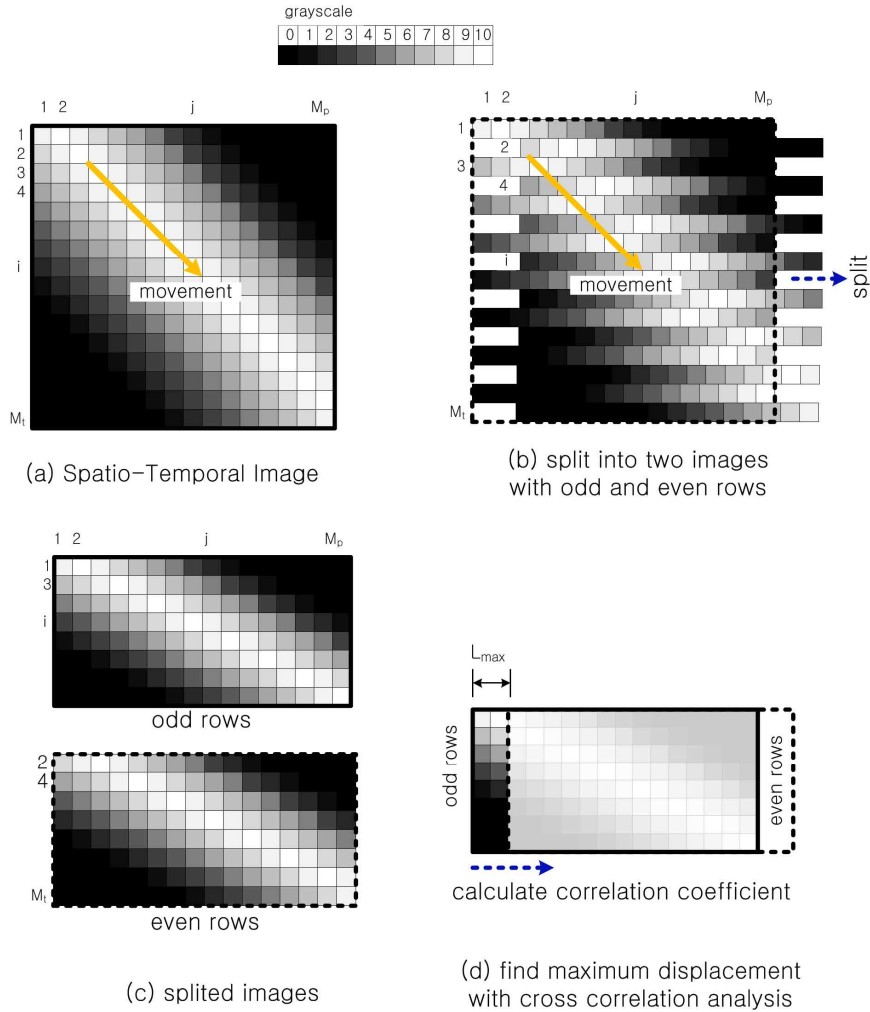 grayscale
0 1 2 3 4 5 6 7 8 9 10
1 2 j Mₚ
1
2
3
4
i
Mₜ
movement
(a) Spatio-Temporal Image
1 2 j Mₚ
1
2
3
4
i
Mₜ
movement
split
(b) split into two images
with odd and even rows
1 2 j Mₚ
1
3
i
odd rows
2
4
Mₜ
even rows
(c) splited images
Lmax
odd rows
even rows
calculate correlation coefficient
(d) find maximum displacement
with cross correlation analysis